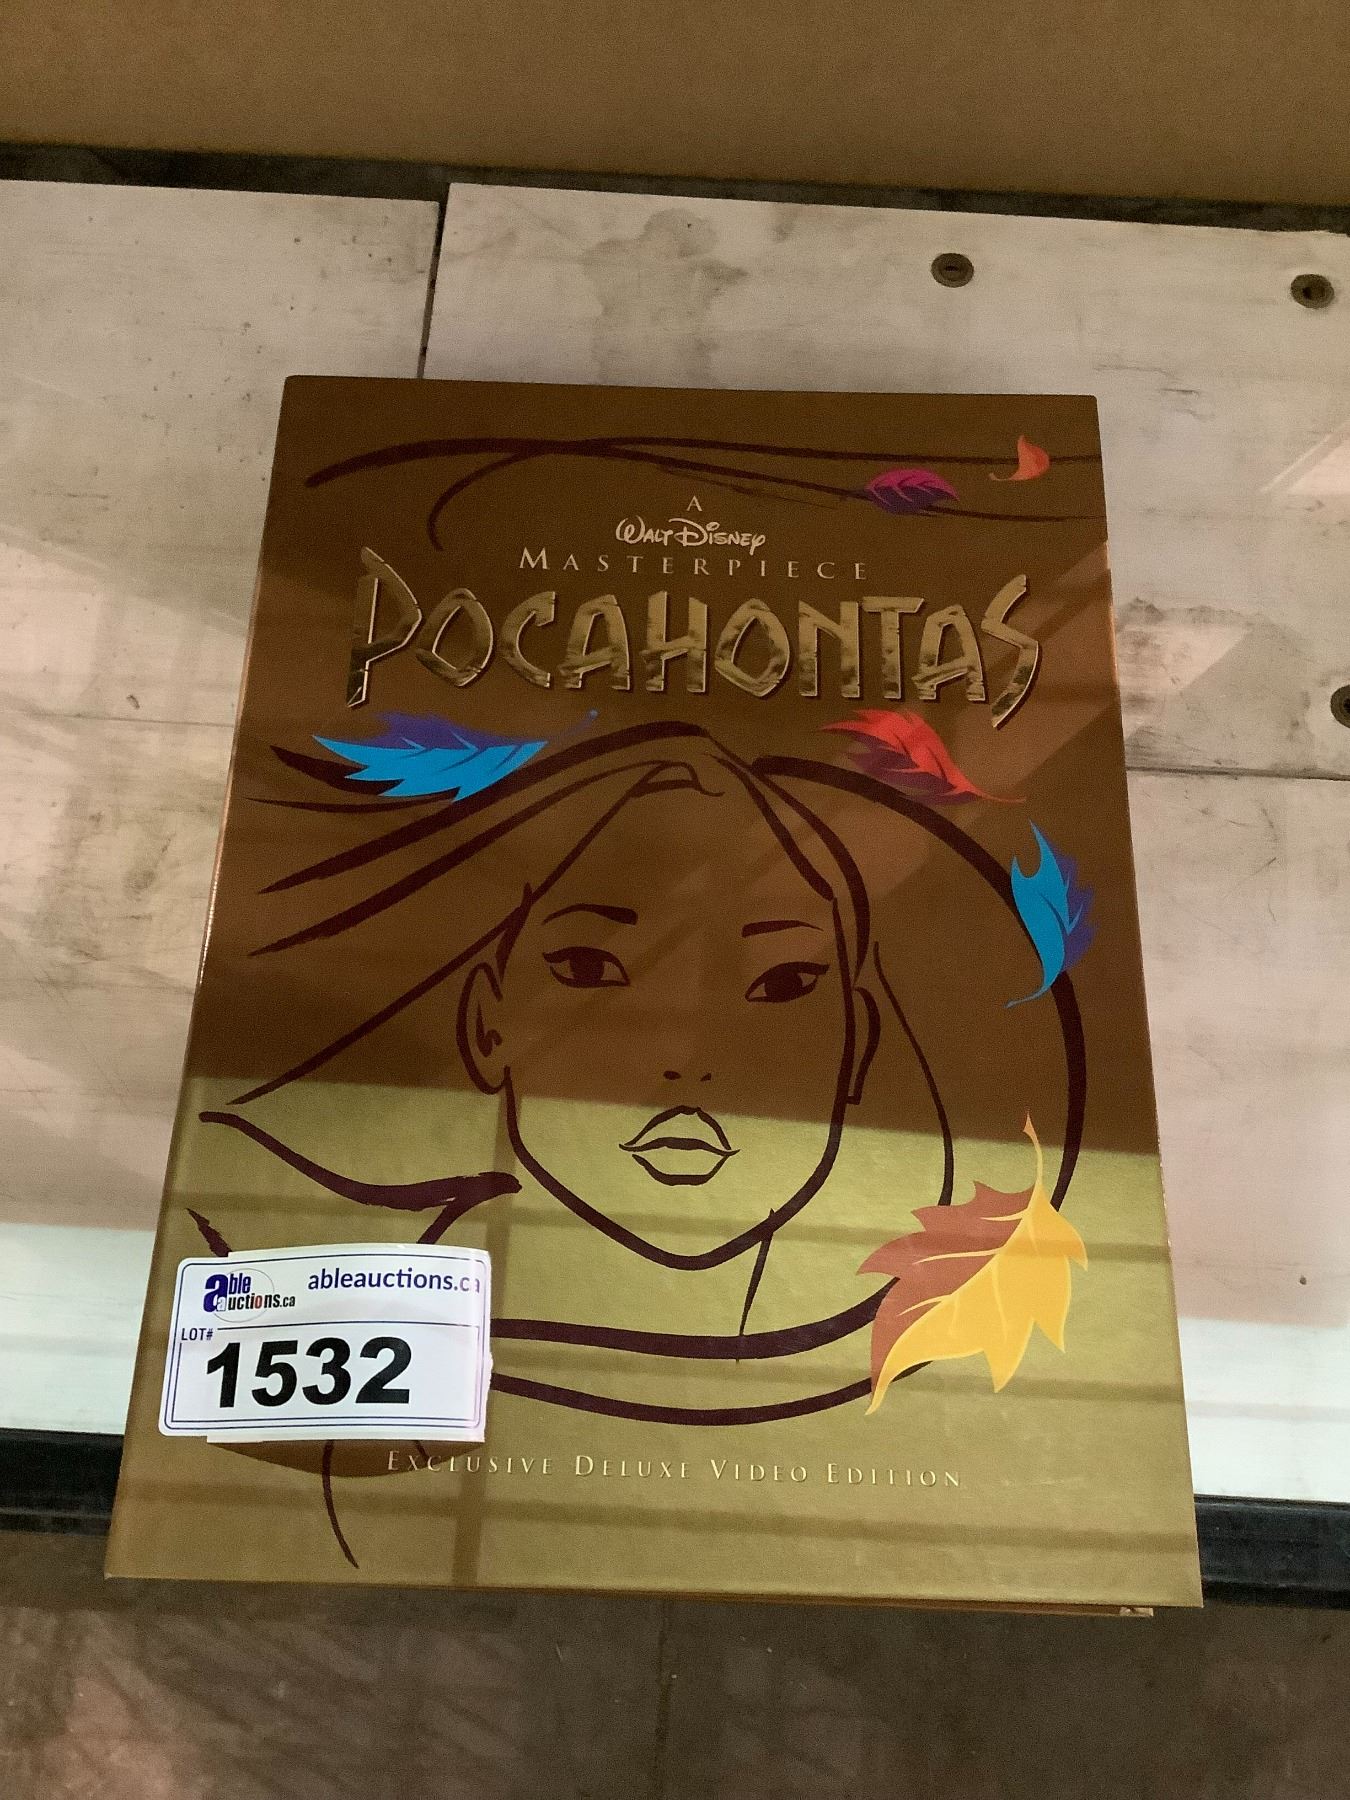 A
Walt Disney
MASTERPIECE
POCAHONTAS
able auctions.ca
ableauctions.ca
LOT#
1532
EXCLUSIVE DELUXE VIDEO EDITION